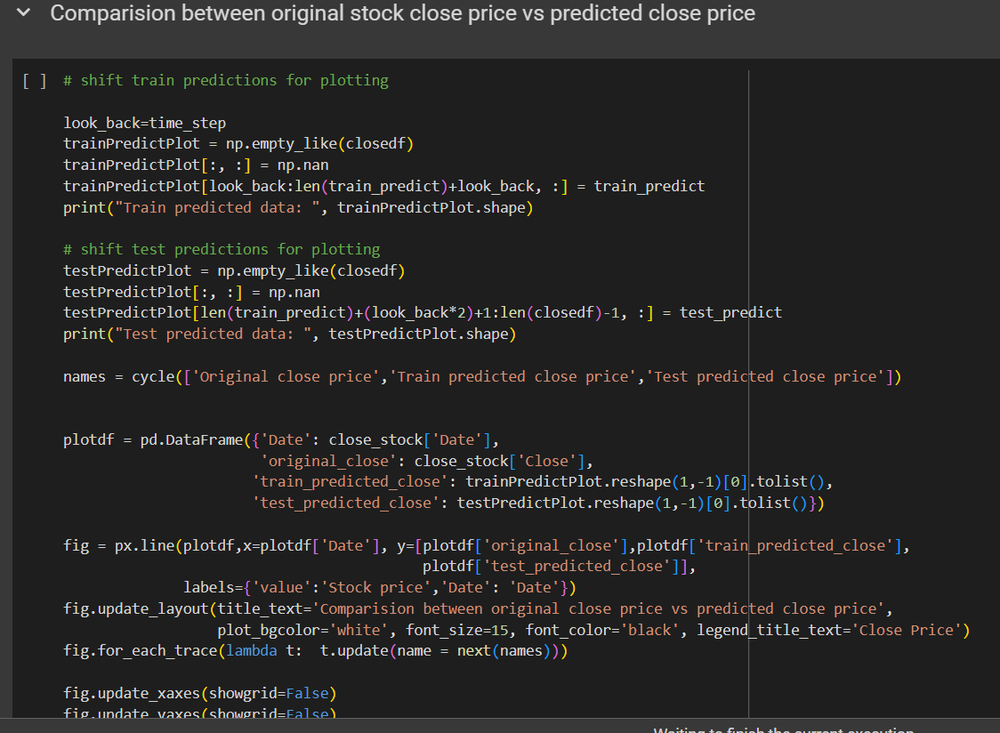 Comparision between original stock close price vs predicted close price
[ ] # shift train predictions for plotting
look_back=time_step
trainPredictPlot = np.empty_like(closedf)
trainPredictPlot[:, :] = np.nan
trainPredictPlot[look_back:len(train_predict)+look_back, :] = train_predict
print("Train predicted data: ", trainPredictPlot.shape)
# shift test predictions for plotting
testPredictPlot = np.empty_like(closedf)
testPredictPlot[:, :] = np.nan
testPredictPlot[len(train_predict)+(look_back*2)+1:len(closedf)-1, :] = test_predict
print("Test predicted data: ", testPredictPlot.shape)
names = cycle(['Original close price','Train predicted close price','Test predicted close price'])
plotdf = pd.DataFrame({'Date': close_stock['Date'],
'original_close': close_stock['Close'],
'train_predicted_close': trainPredictPlot.reshape(1,-1)[0].tolist(),
'test_predicted_close': testPredictPlot.reshape(1,-1)[0].tolist()})
fig = px.line(plotdf,x=plotdf['Date'], y=[plotdf['original_close'],plotdf['train_predicted_close'],
plotdf['test_predicted_close']],
labels={'value':'Stock price','Date': 'Date'})
fig.update_layout(title_text='Comparision between original close price vs predicted close price',
plot_bgcolor='white', font_size=15, font_color='black', legend_title_text='Close Price')
fig.for_each_trace(lambda t:  t.update(name = next(names)))
fig.update_xaxes(showgrid=False)
fig.update_yaxes(showgrid=False)
Waiting to finish the current execution